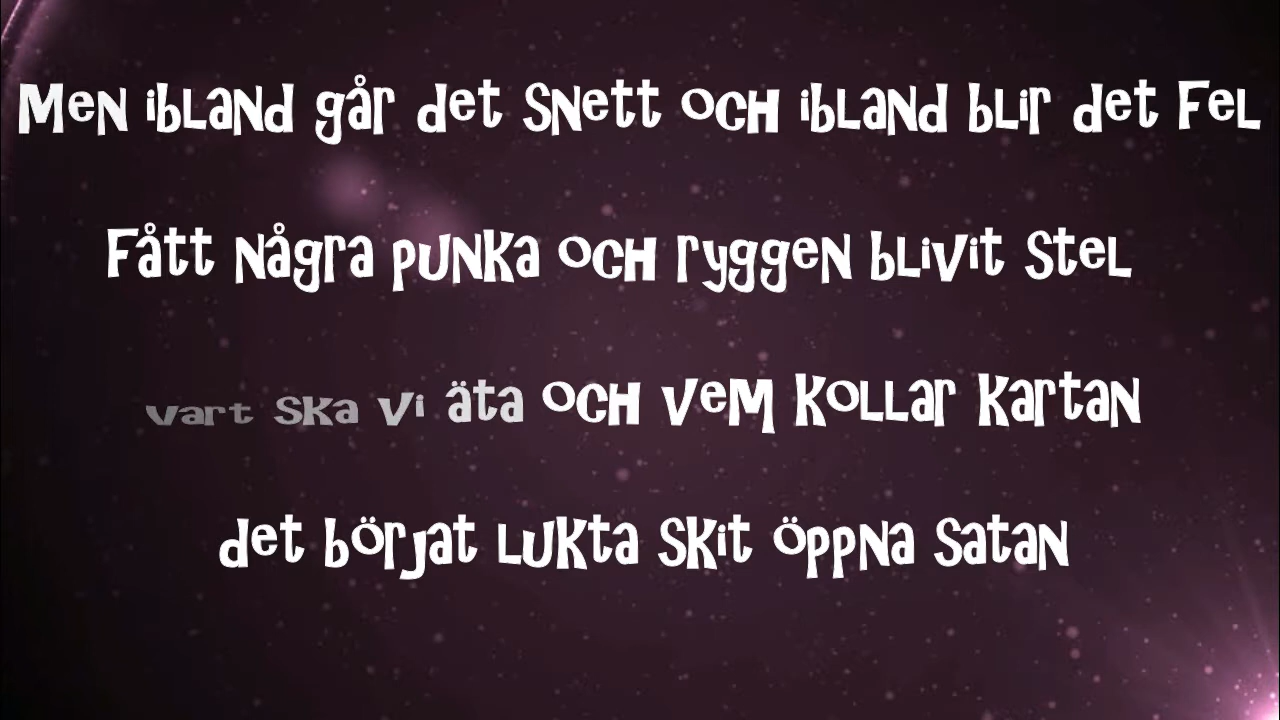 Men ibland går det snett och ibland blir det fel
Fått några punka och ryggen blivit stel
vart ska vi äta och vem kollar kartan
det börjat lukta skit öppna satan